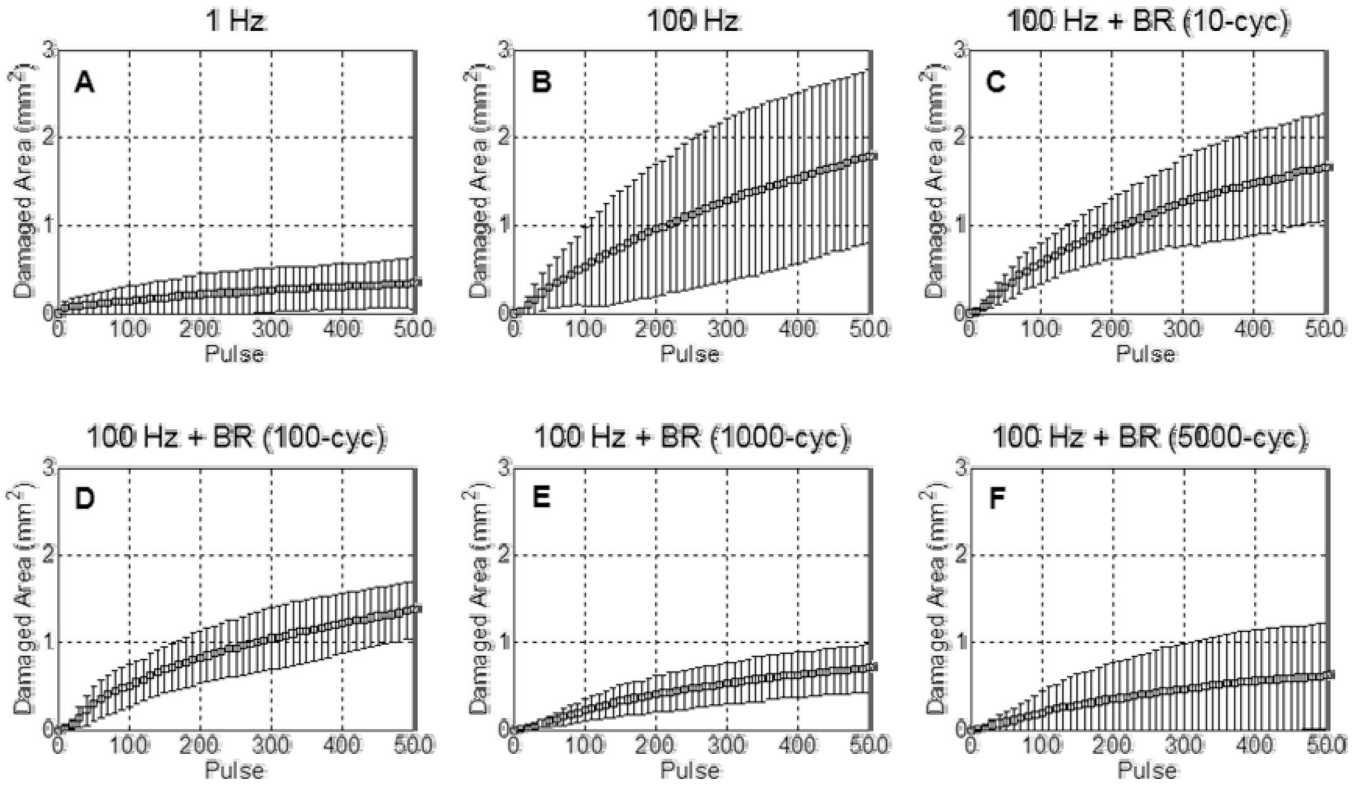 1 Hz
100 Hz
100 Hz + BR (10-cyc)
A
B
C
Damaged Area (mm²)
Damaged Area (mm²)
Damaged Area (mm²)
3
2
1
0
3
2
1
0
3
2
1
0
0 100 200 300 400 500
0 100 200 300 400 500
0 100 200 300 400 500
Pulse
Pulse
Pulse
100 Hz + BR (100-cyc)
100 Hz + BR (1000-cyc)
100 Hz + BR (5000-cyc)
D
E
F
Damaged Area (mm²)
Damaged Area (mm²)
Damaged Area (mm²)
3
2
1
0
3
2
1
0
3
2
1
0
0 100 200 300 400 500
0 100 200 300 400 500
0 100 200 300 400 500
Pulse
Pulse
Pulse